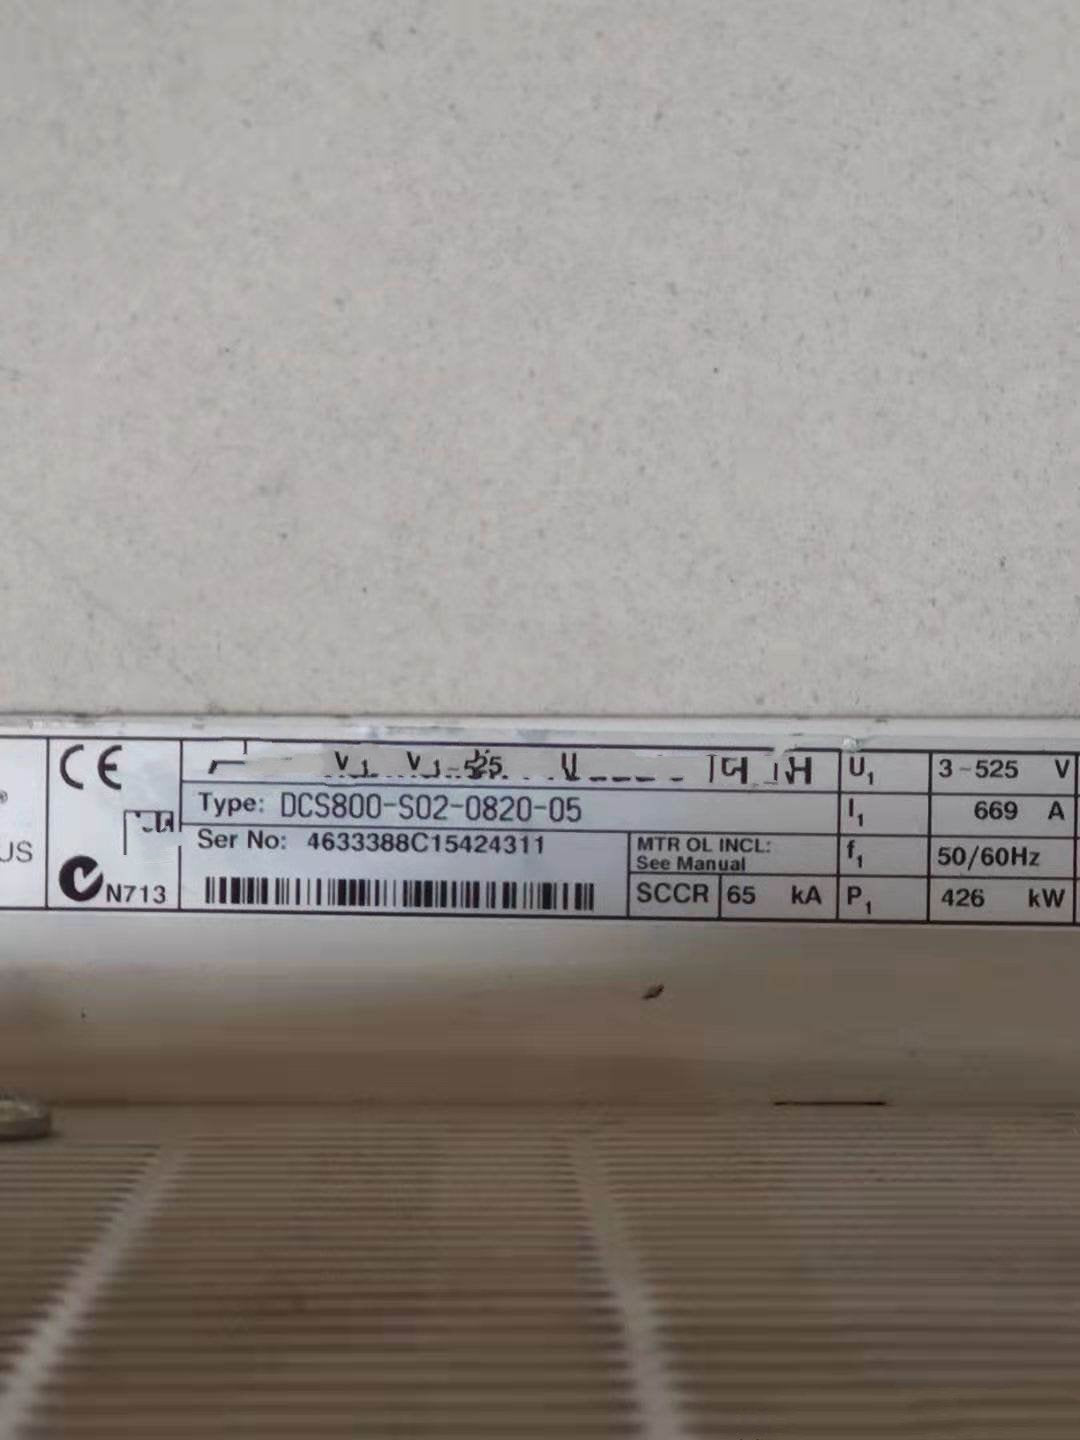 CE
U₁ 3~525 V
US
Type: DCS800-S02-0820-05
I₁ 669 A
Ser No: 4633388C15424311
MTR OL INCL:
See Manual
f₁ 50/60Hz
N713
SCCR 65 kA
P₁ 426 kW